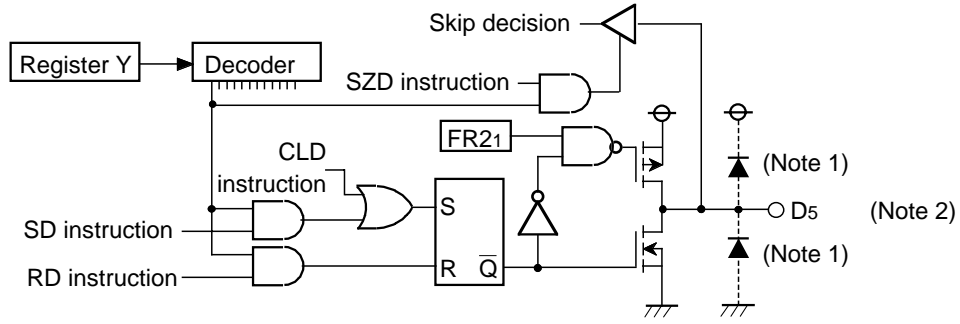 Skip decision
Register Y
Decoder
SZD instruction
FR21
CLD
instruction
(Note 1)
S
SD instruction
D5
(Note 2)
R
Q̅
(Note 1)
RD instruction